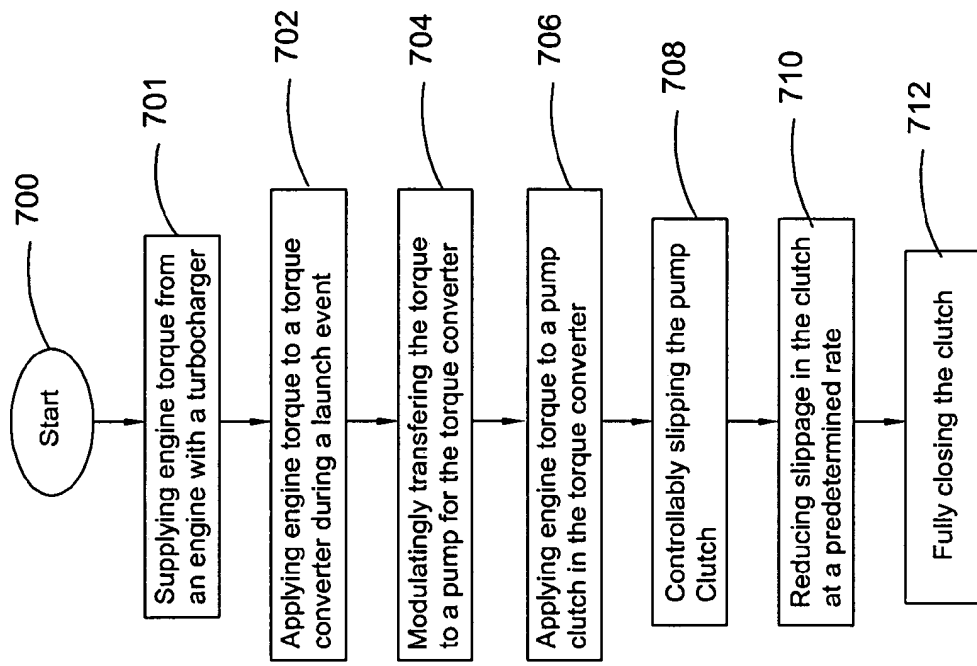 700
Start
701
Supplying engine torque from
an engine with a turbocharger
702
Applying engine torque to a torque
converter during a launch event
704
Modulatingly transfering the torque
to a pump for the torque converter
706
Applying engine torque to a pump
clutch in the torque converter
708
Controllably slipping the pump
Clutch
710
Reducing slippage in the clutch
at a predetermined rate
712
Fully closing the clutch